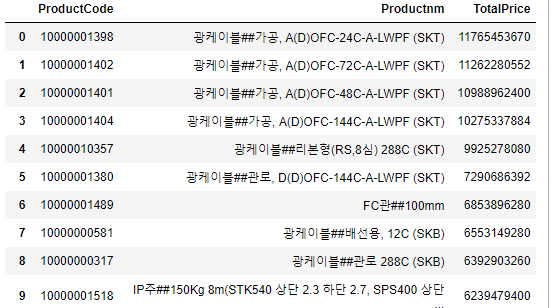 ProductCode Productnm TotalPrice
0 10000001398 광케이블##가공, A(D)OFC-24C-A-LWPF (SKT) 11765453670
1 10000001402 광케이블##가공, A(D)OFC-72C-A-LWPF (SKT) 11262280552
2 10000001401 광케이블##가공, A(D)OFC-48C-A-LWPF (SKT) 10988962400
3 10000001404 광케이블##가공, A(D)OFC-144C-A-LWPF (SKT) 10275337884
4 10000010357 광케이블##리본형(RS,8심) 288C (SKT) 9925278080
5 10000001380 광케이블##관로, D(D)OFC-144C-A-LWPF (SKT) 7290686392
6 10000001489 FC관##100mm 6853896280
7 10000000581 광케이블##배선용, 12C (SKB) 6553149280
8 10000000317 광케이블##관로 288C (SKB) 6392903260
9 10000001518 IP주##150Kg 8m(STK540 상단 2.3 하단 2.7, SPS400 상단 6239479400